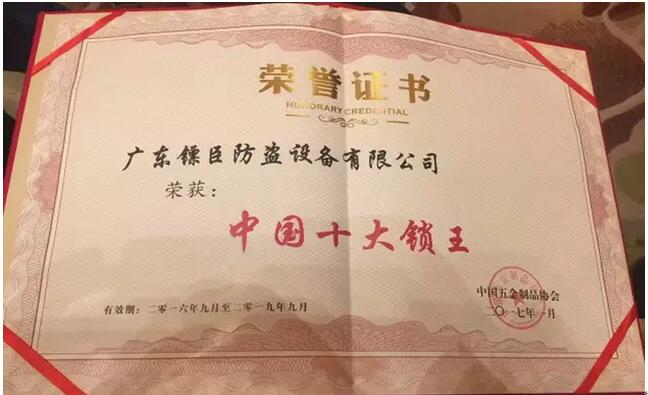 荣誉证书
HONORARY CREDENTIAL
广东镖臣防盗设备有限公司
荣获：
中国十大锁王
有效期：二零一六年九月至二零一九年九月
中国五金制品协会
二〇一七年一月